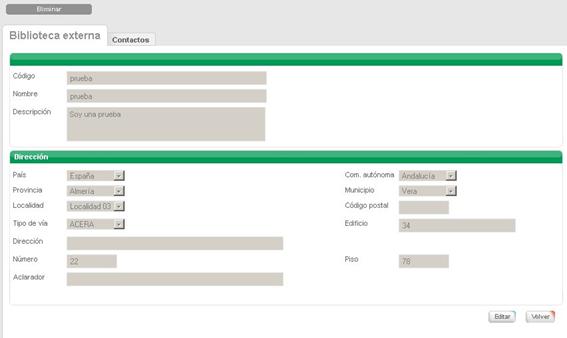 Eliminar
Biblioteca externa Contactos
Código prueba
Nombre prueba
Descripción Soy una prueba
Dirección
País España Com. autónoma Andalucía
Provincia Almería Municipio Vera
Localidad Localidad 03 Código postal
Tipo de vía ACERA Edificio 34
Dirección
Número 22 Piso 78
Aclarador
Editar Volver